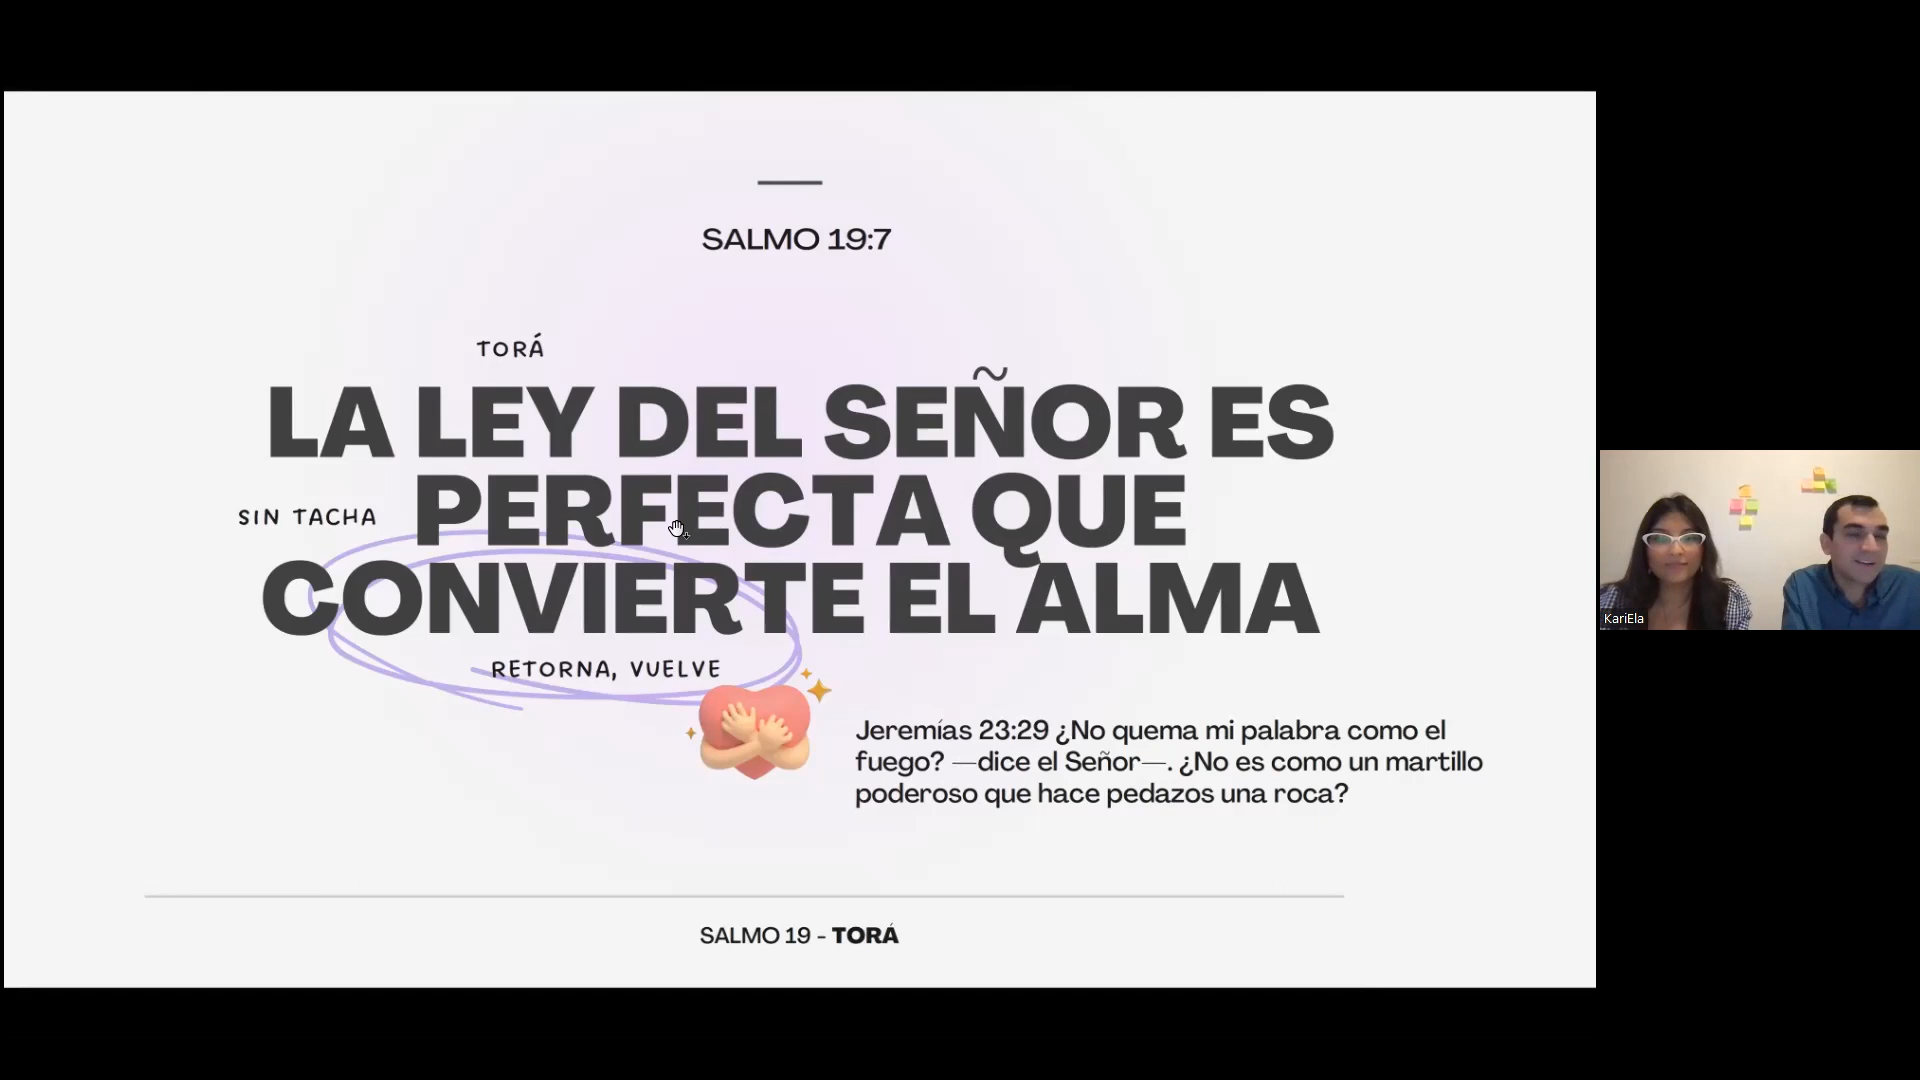 SALMO 19:7
TORÁ
LA LEY DEL SEÑOR ES
SIN TACHA
PERFECTA QUE
CONVIERTE EL ALMA
RETORNA, VUELVE
Jeremías 23:29 ¿No quema mi palabra como el
fuego? —dice el Señor—. ¿No es como un martillo
poderoso que hace pedazos una roca?
SALMO 19 - TORÁ
KariEla